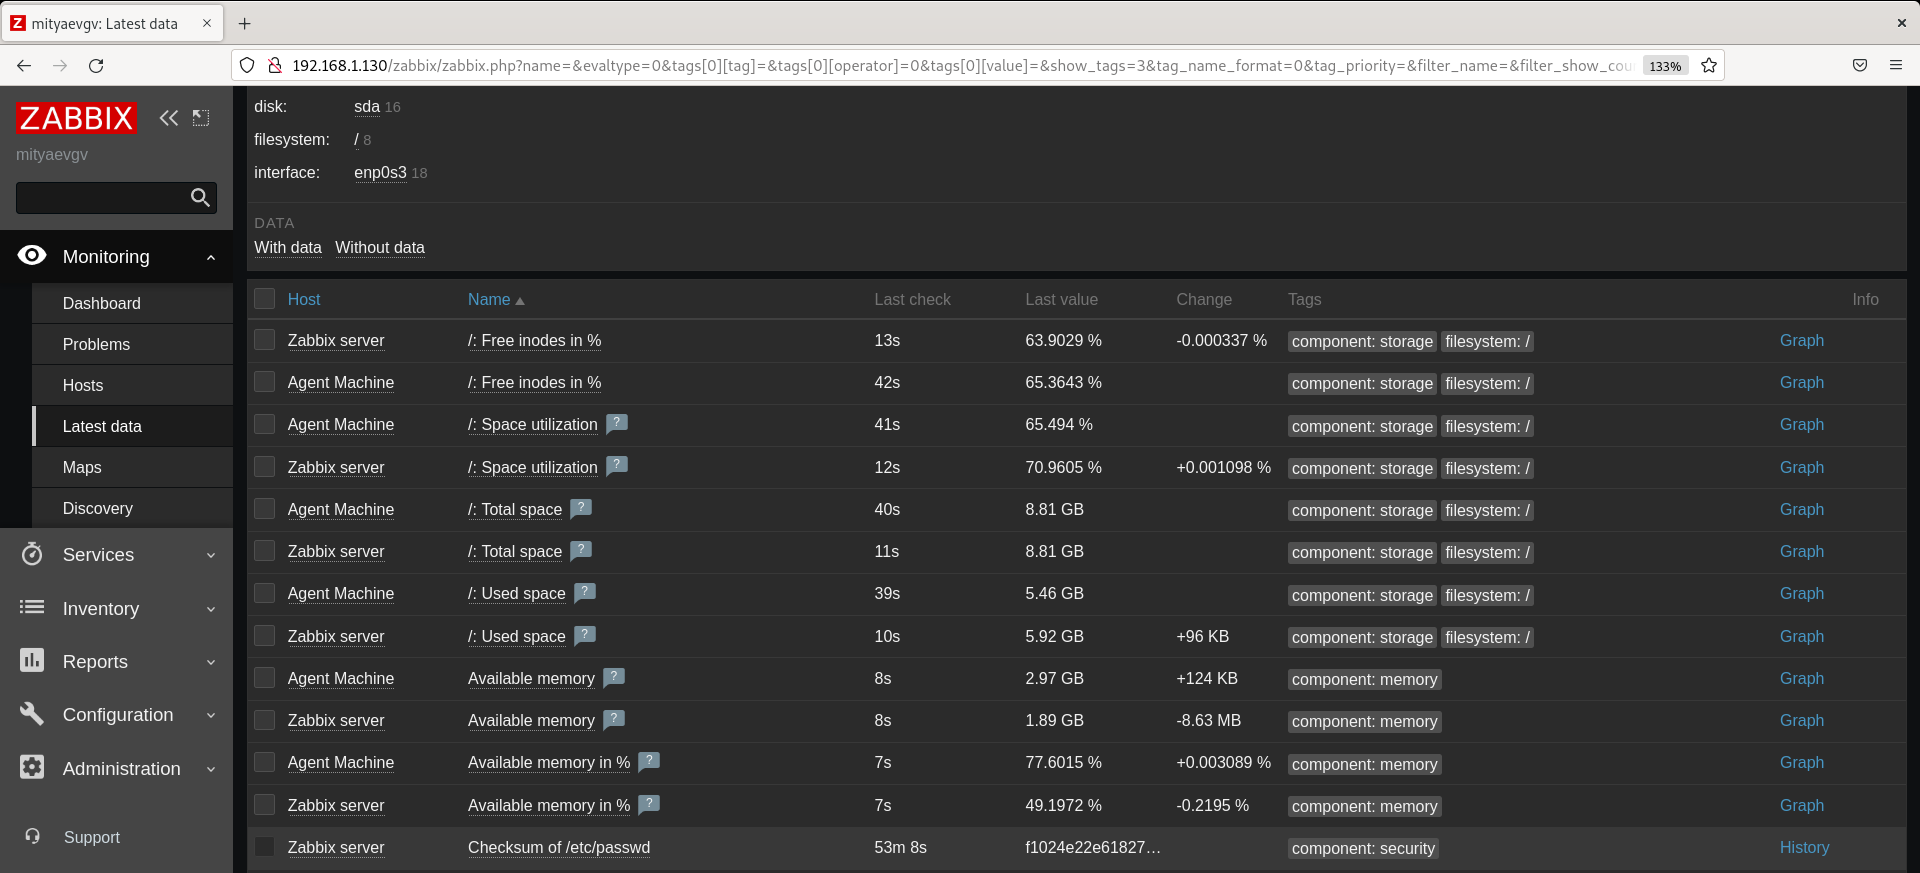 mityaevgv: Latest data
192.168.1.130/zabbix/zabbix.php?name=&evaltype=0&tags[0][tag]=&tags[0][operator]=0&tags[0][value]=&show_tags=3&tag_name_format=0&tag_priority=&filter_name=&filter_show_cou 133%
ZABBIX
mityaevgv
Monitoring
Dashboard
Problems
Hosts
Latest data
Maps
Discovery
Services
Inventory
Reports
Configuration
Administration
Support
disk: sda 16
filesystem: / 8
interface: enp0s3 18
DATA
With data Without data
Host Name Last check Last value Change Tags Info
Zabbix server /: Free inodes in % 13s 63.9029 % -0.000337 % component: storage filesystem: / Graph
Agent Machine /: Free inodes in % 42s 65.3643 % component: storage filesystem: / Graph
Agent Machine /: Space utilization ? 41s 65.494 % component: storage filesystem: / Graph
Zabbix server /: Space utilization ? 12s 70.9605 % +0.001098 % component: storage filesystem: / Graph
Agent Machine /: Total space ? 40s 8.81 GB component: storage filesystem: / Graph
Zabbix server /: Total space ? 11s 8.81 GB component: storage filesystem: / Graph
Agent Machine /: Used space ? 39s 5.46 GB component: storage filesystem: / Graph
Zabbix server /: Used space ? 10s 5.92 GB +96 KB component: storage filesystem: / Graph
Agent Machine Available memory ? 8s 2.97 GB +124 KB component: memory Graph
Zabbix server Available memory ? 8s 1.89 GB -8.63 MB component: memory Graph
Agent Machine Available memory in % ? 7s 77.6015 % +0.003089 % component: memory Graph
Zabbix server Available memory in % ? 7s 49.1972 % -0.2195 % component: memory Graph
Zabbix server Checksum of /etc/passwd 53m 8s f1024e22e61827… component: security History